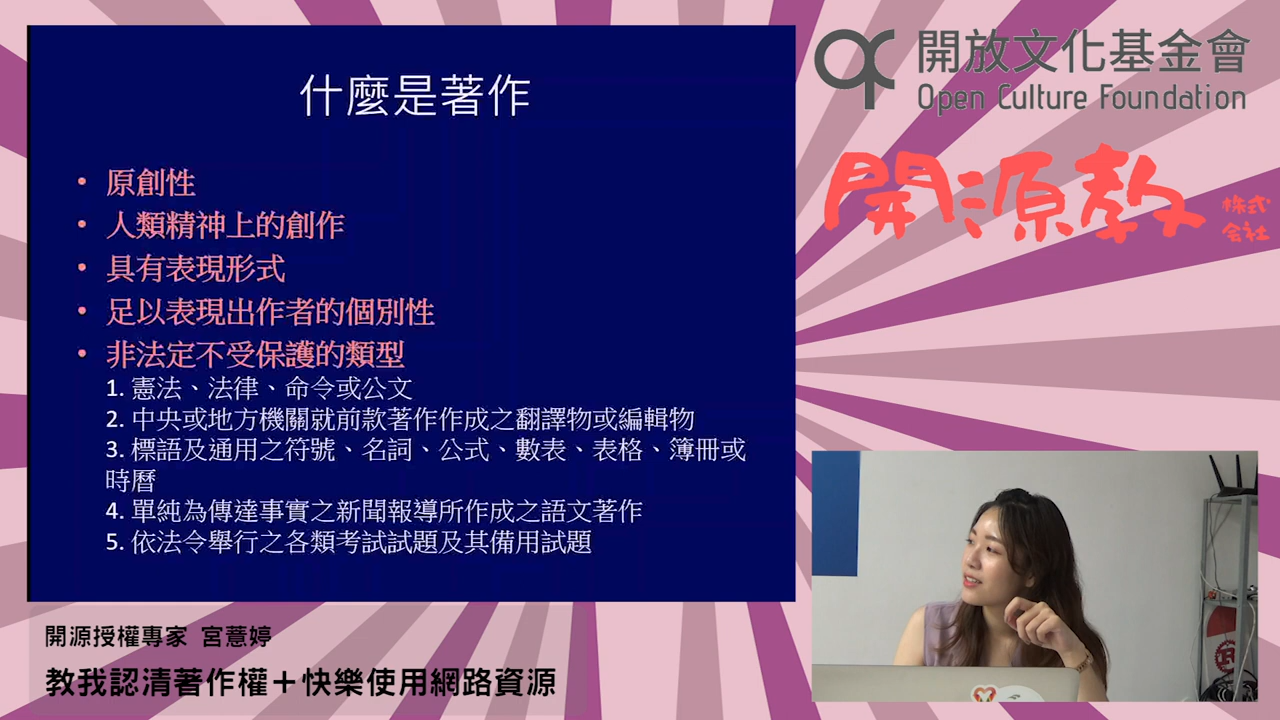 什麼是著作
• 原創性
• 人類精神上的創作
• 具有表現形式
• 足以表現出作者的個別性
• 非法定不受保護的類型
1. 憲法、法律、命令或公文
2. 中央或地方機關就前款著作作成之翻譯物或編輯物
3. 標語及通用之符號、名詞、公式、數表、表格、簿冊或
時曆
4. 單純為傳達事實之新聞報導所作成之語文著作
5. 依法令舉行之各類考試試題及其備用試題
開放文化基金會
Open Culture Foundation
開源教
株式
会社
開源授權專家 宮薏婷
教我認清著作權＋快樂使用網路資源